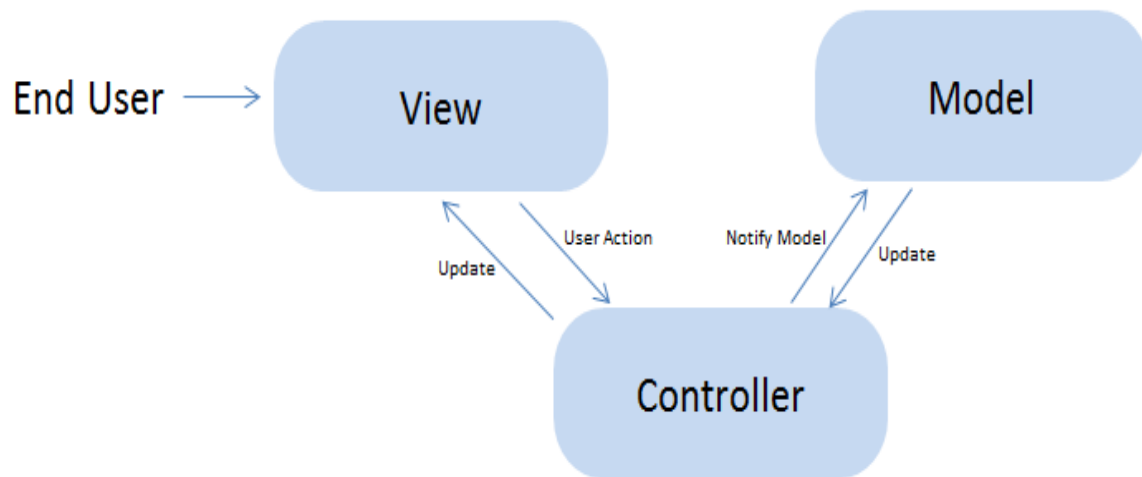 End User
View
Model
User Action
Notify Model
Update
Update
Controller